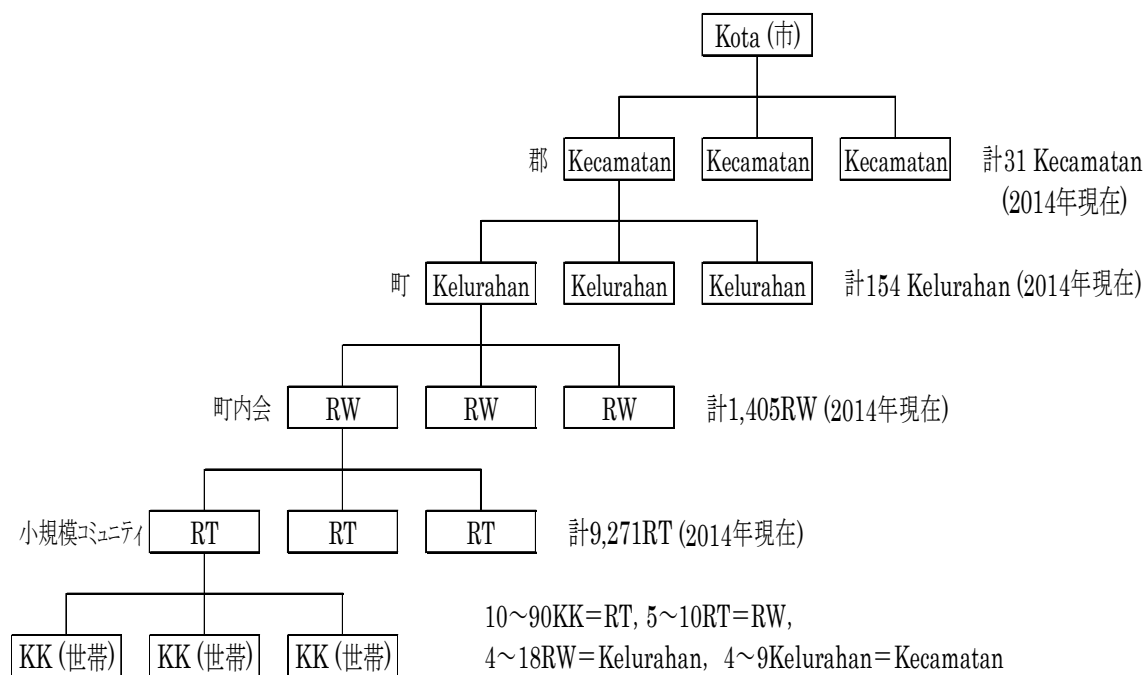 Kota (市)
郡 Kecamatan Kecamatan Kecamatan 計31 Kecamatan
(2014年現在)
町 Kelurahan Kelurahan Kelurahan 計154 Kelurahan (2014年現在)
町内会 RW RW RW 計1,405RW (2014年現在)
小規模コミュニティ RT RT RT 計9,271RT (2014年現在)
10～90KK=RT, 5～10RT=RW,
KK (世帯) KK (世帯) KK (世帯) 4～18RW=Kelurahan, 4～9Kelurahan=Kecamatan